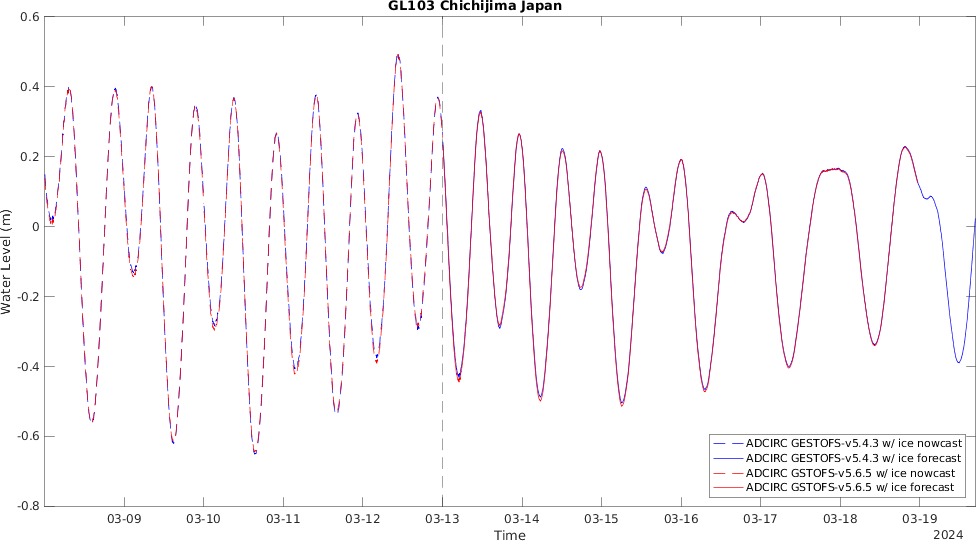 GL103 Chichijima Japan
0.6
0.4
0.2
0
-0.2
-0.4
-0.6
-0.8
Water Level (m)
ADCIRC GESTOFS-v5.4.3 w/ ice nowcast
ADCIRC GESTOFS-v5.4.3 w/ ice forecast
ADCIRC GSTOFS-v5.6.5 w/ ice nowcast
ADCIRC GSTOFS-v5.6.5 w/ ice forecast
03-09 03-10 03-11 03-12 03-13 03-14 03-15 03-16 03-17 03-18 03-19
Time
2024